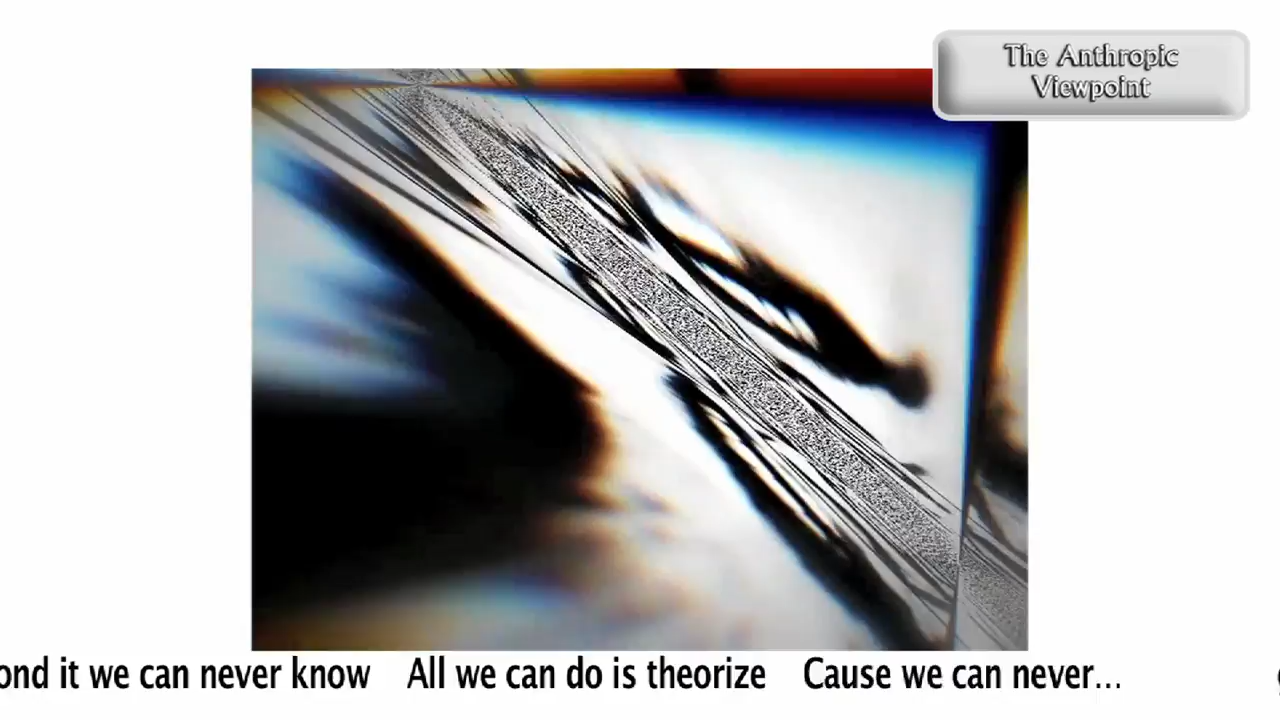 The Anthropic
Viewpoint
ond it we can never know All we can do is theorize Cause we can never...